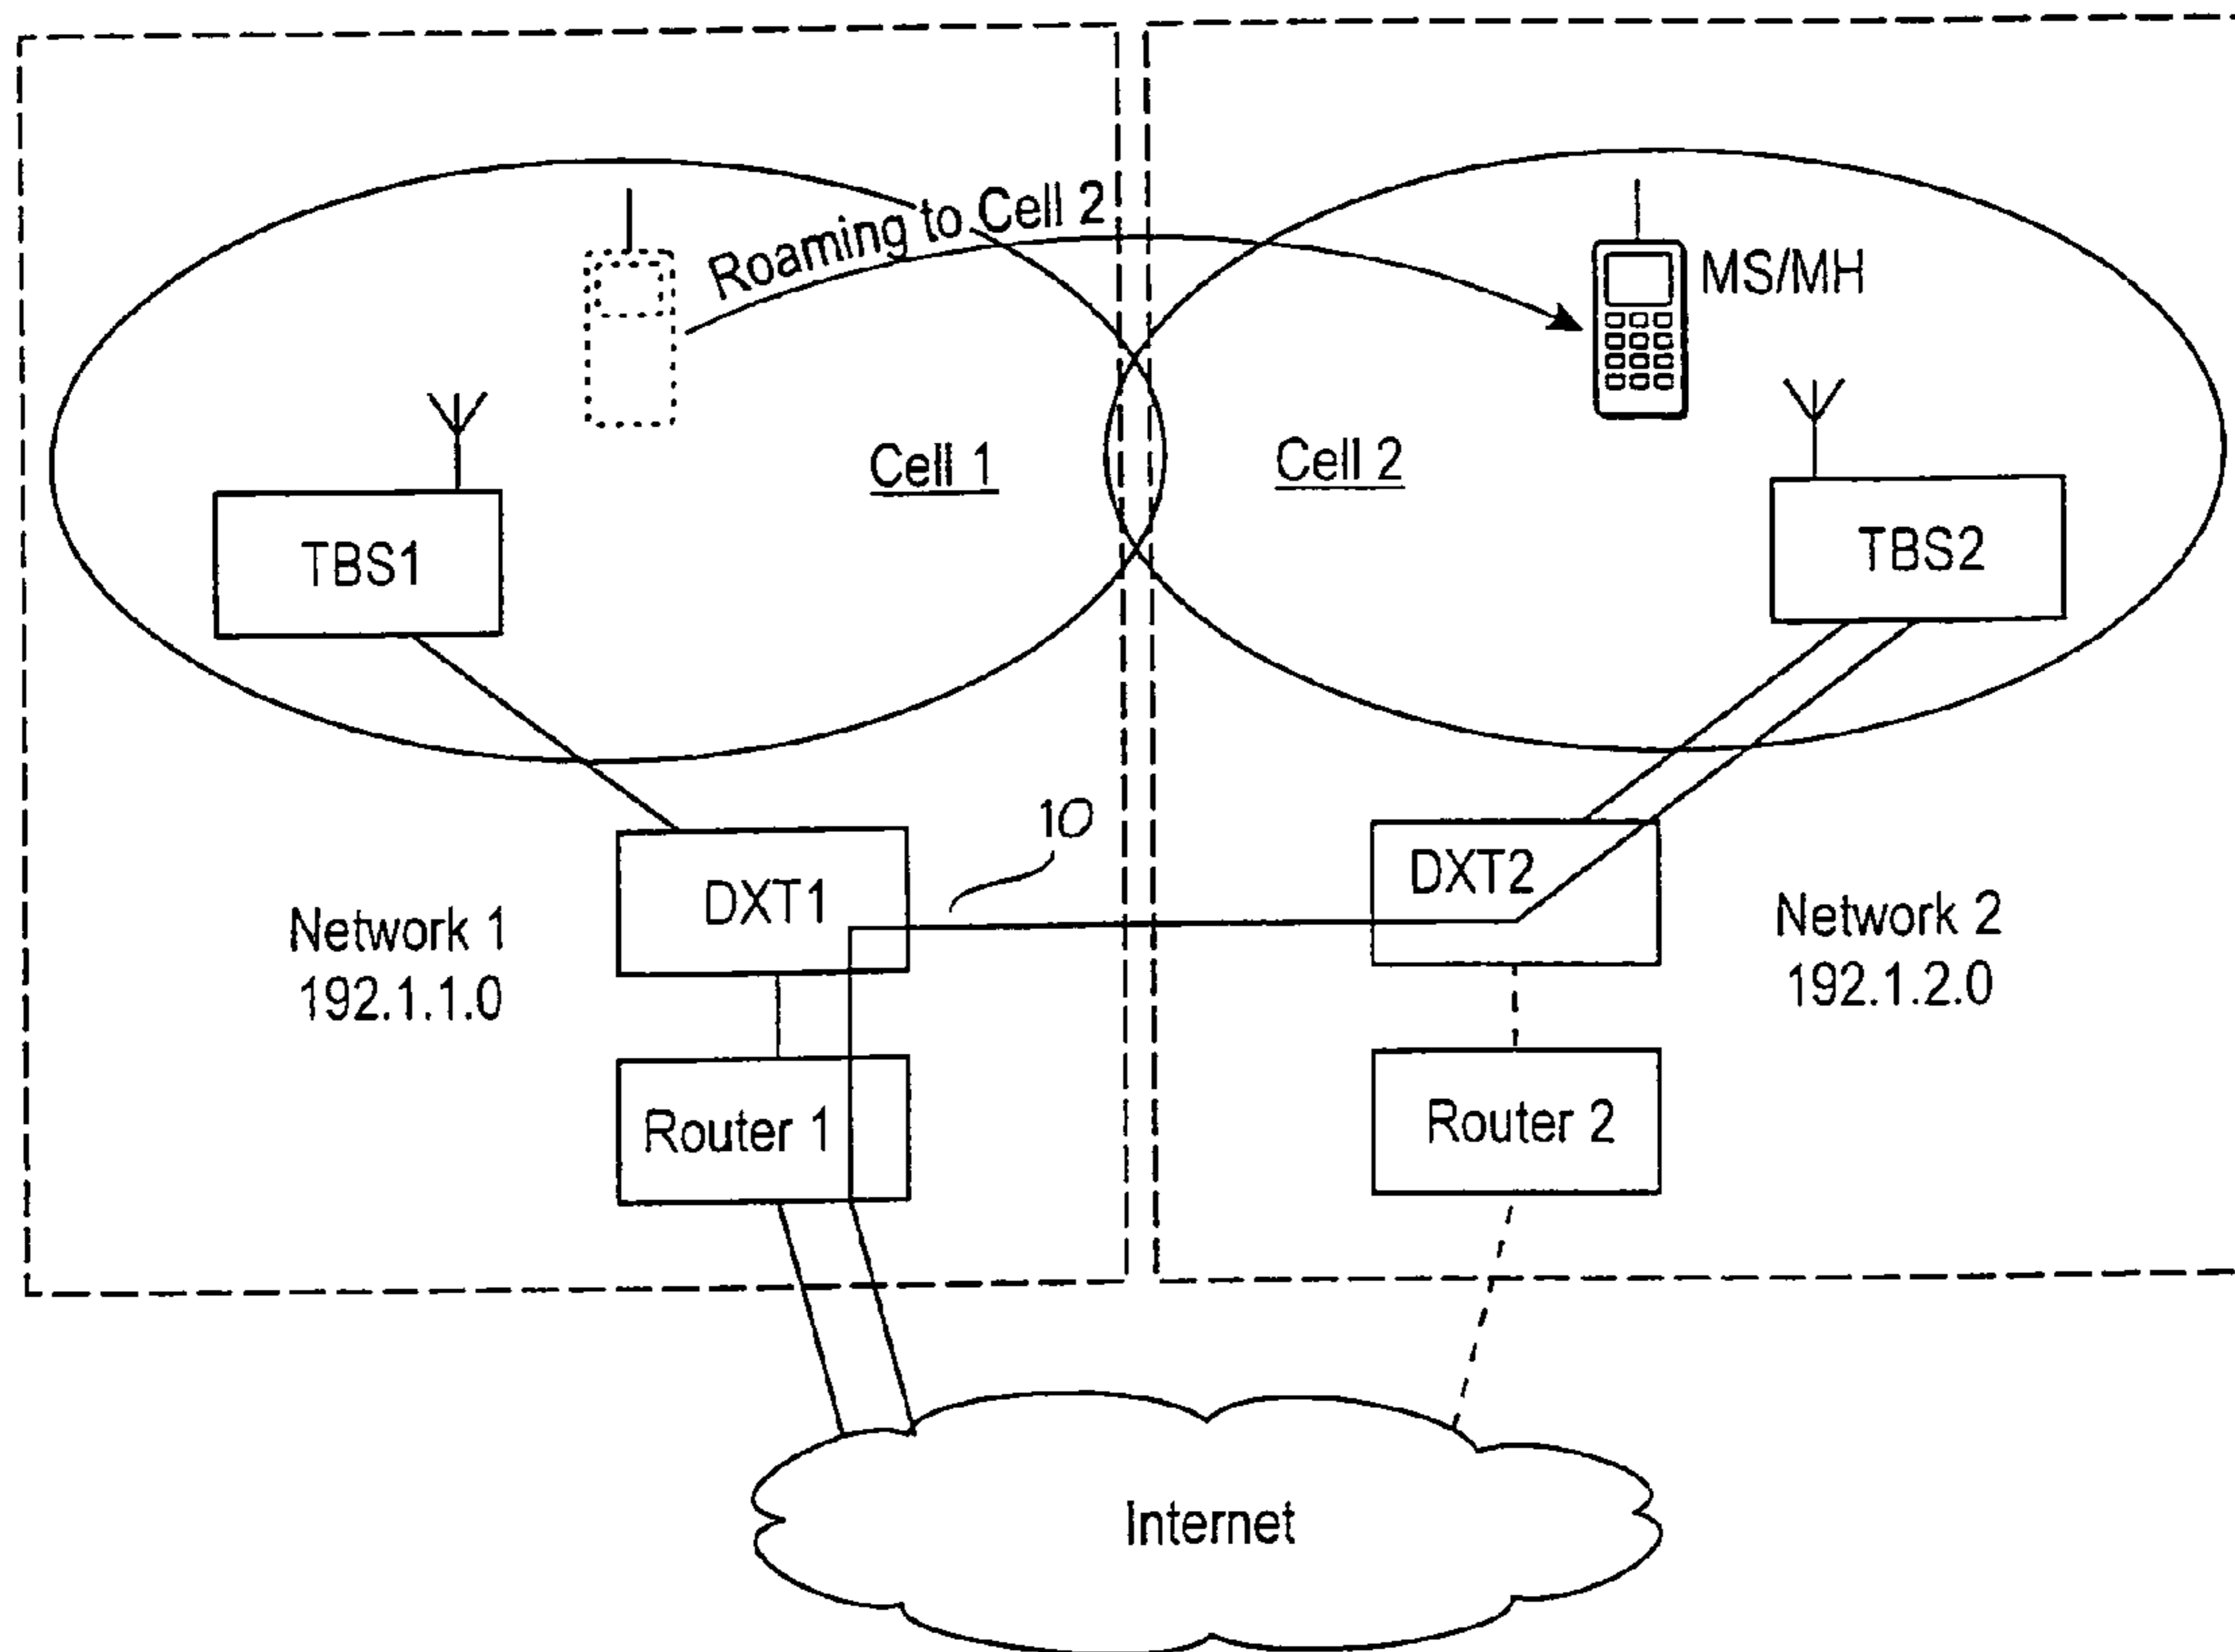 Roaming to Cell 2
MS/MH
Cell 1
Cell 2
TBS1
TBS2
10
DXT1
DXT2
Network 1
192.1.1.0
Network 2
192.1.2.0
Router 1
Router 2
Internet